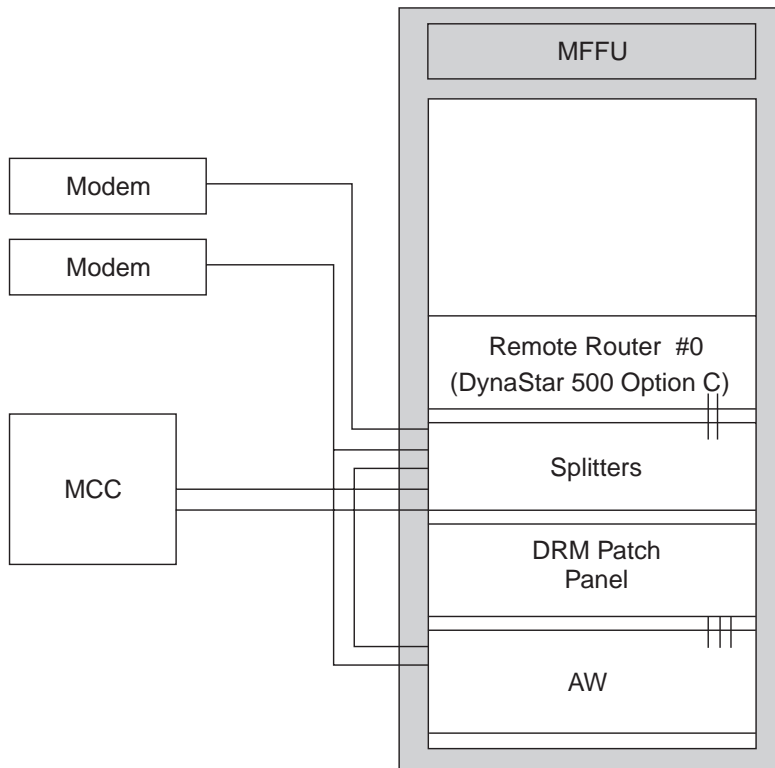 MFFU
Modem
Modem
Remote Router #0
(DynaStar 500 Option C)
MCC
Splitters
DRM Patch
Panel
AW